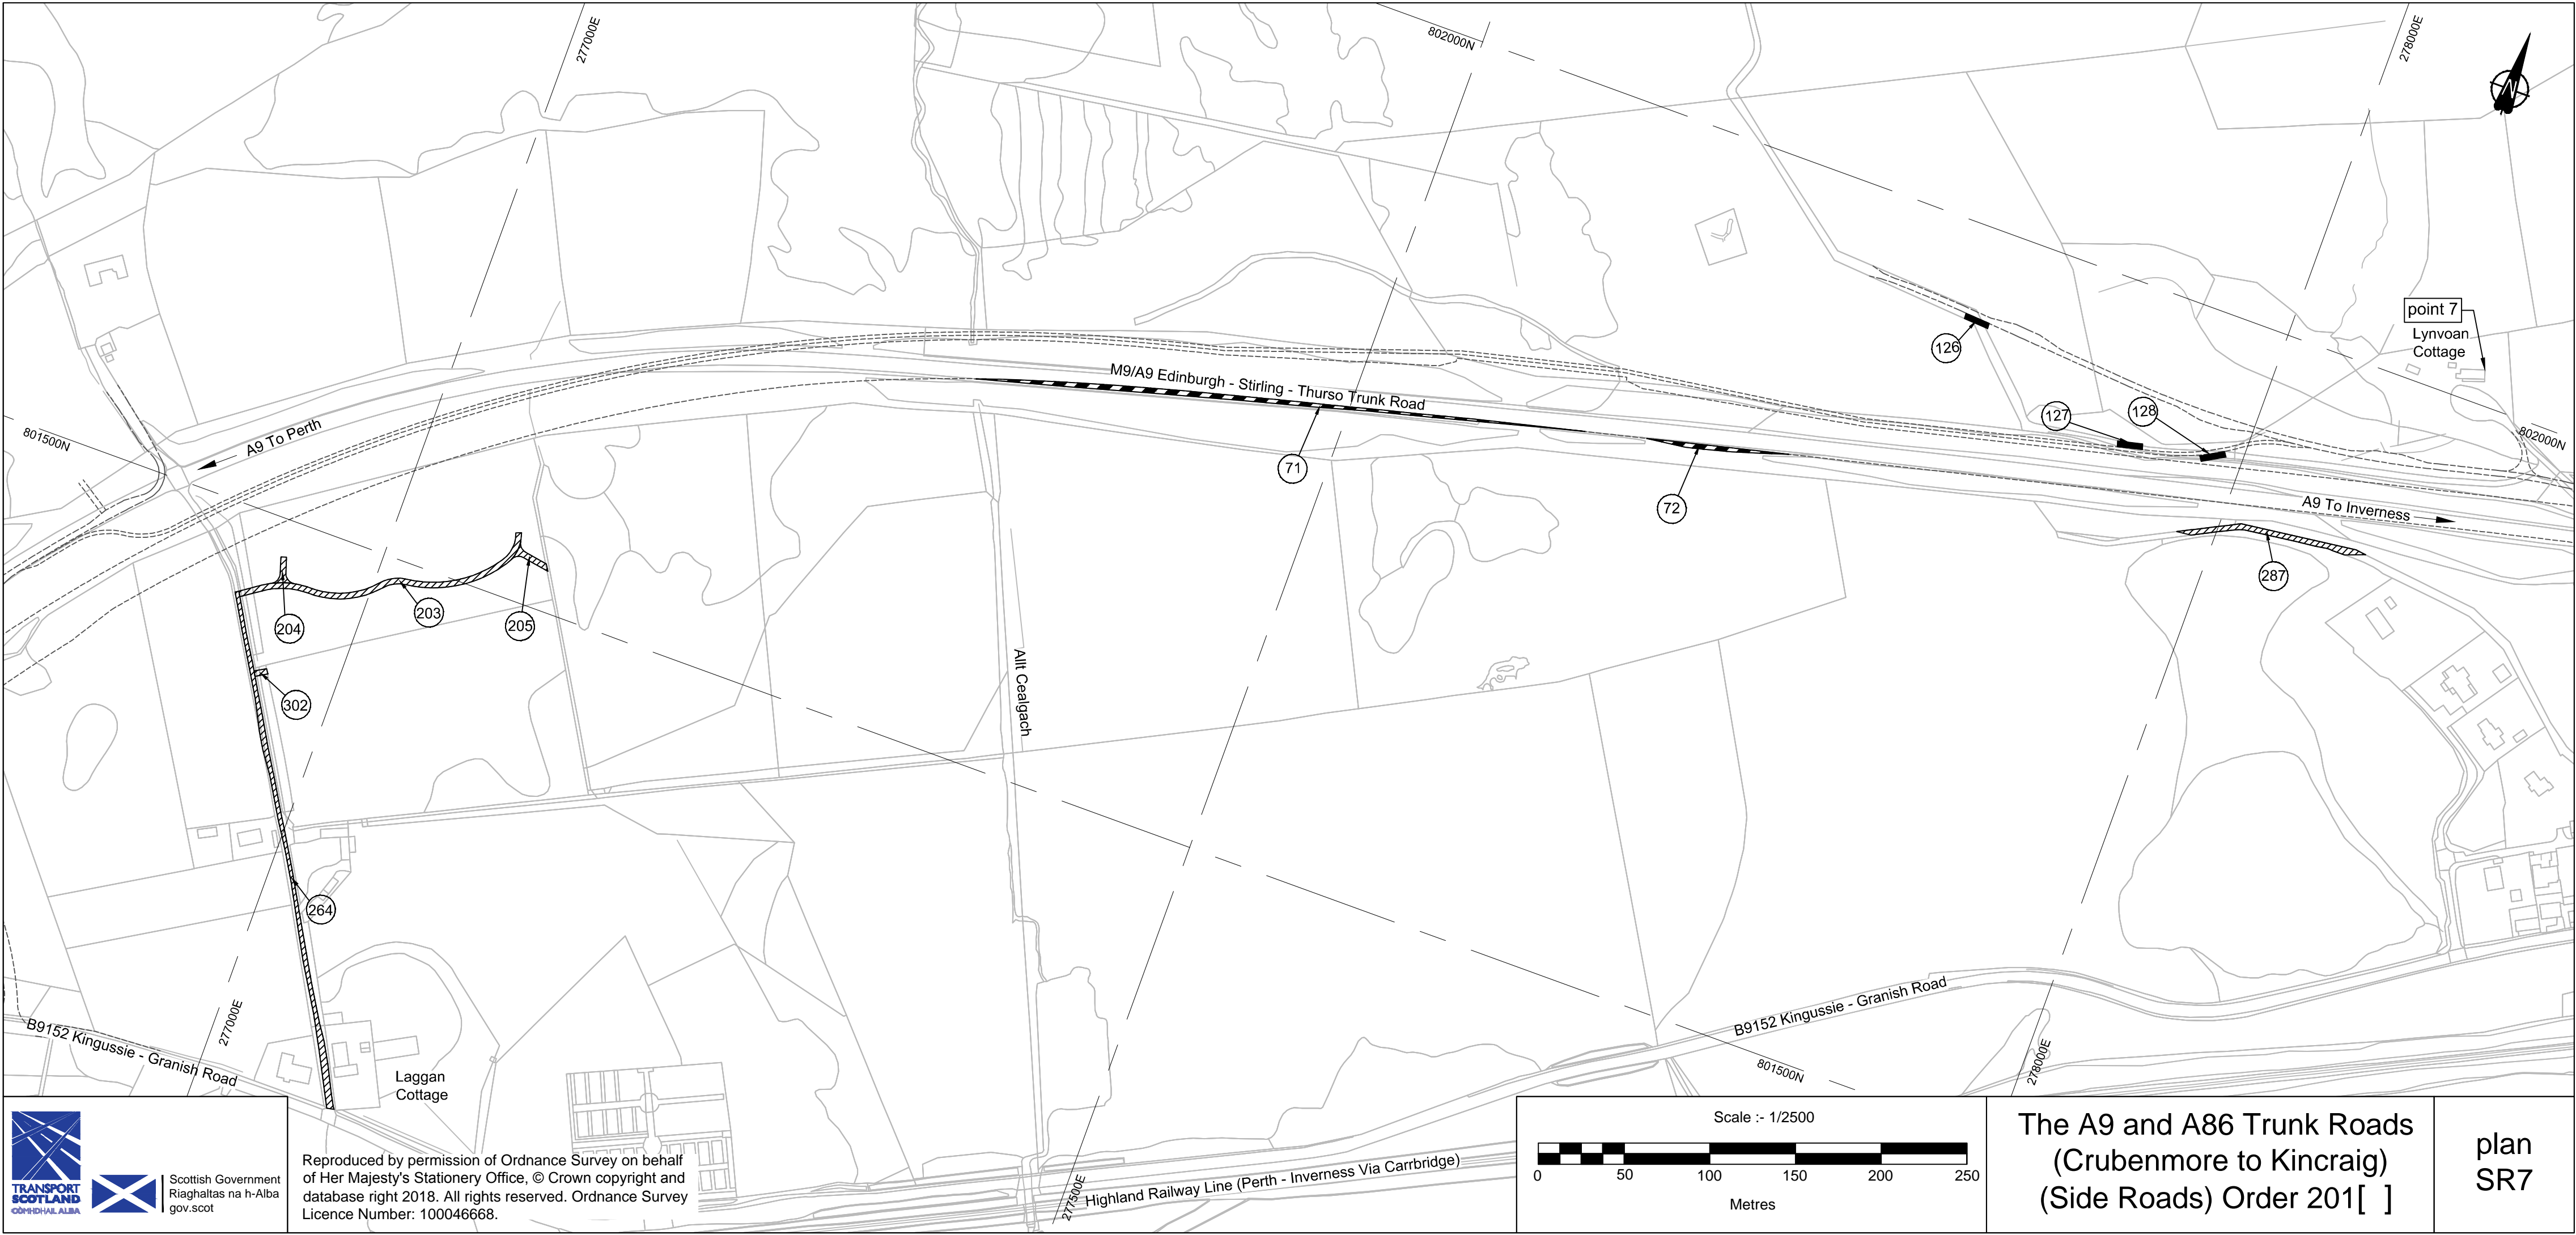 277000E
802000N
278000E
N
point 7
Lynvoan
Cottage
126
M9/A9 Edinburgh - Stirling - Thurso Trunk Road
127
128
801500N
A9 To Perth
802000N
71
72
A9 To Inverness
287
204
203
205
302
Allt Cealgach
264
277000E
B9152 Kingussie - Granish Road
B9152 Kingussie - Granish Road
801500N
278000E
Laggan
Cottage
277500E
Highland Railway Line (Perth - Inverness Via Carrbridge)
TRANSPORT
SCOTLAND
CÒMHDHAIL ALBA
Scottish Government
Riaghaltas na h-Alba
gov.scot
Reproduced by permission of Ordnance Survey on behalf
of Her Majesty's Stationery Office, © Crown copyright and
database right 2018. All rights reserved. Ordnance Survey
Licence Number: 100046668.
Scale :- 1/2500
0 50 100 150 200 250
Metres
The A9 and A86 Trunk Roads
(Crubenmore to Kincraig)
(Side Roads) Order 201[ ]
plan
SR7